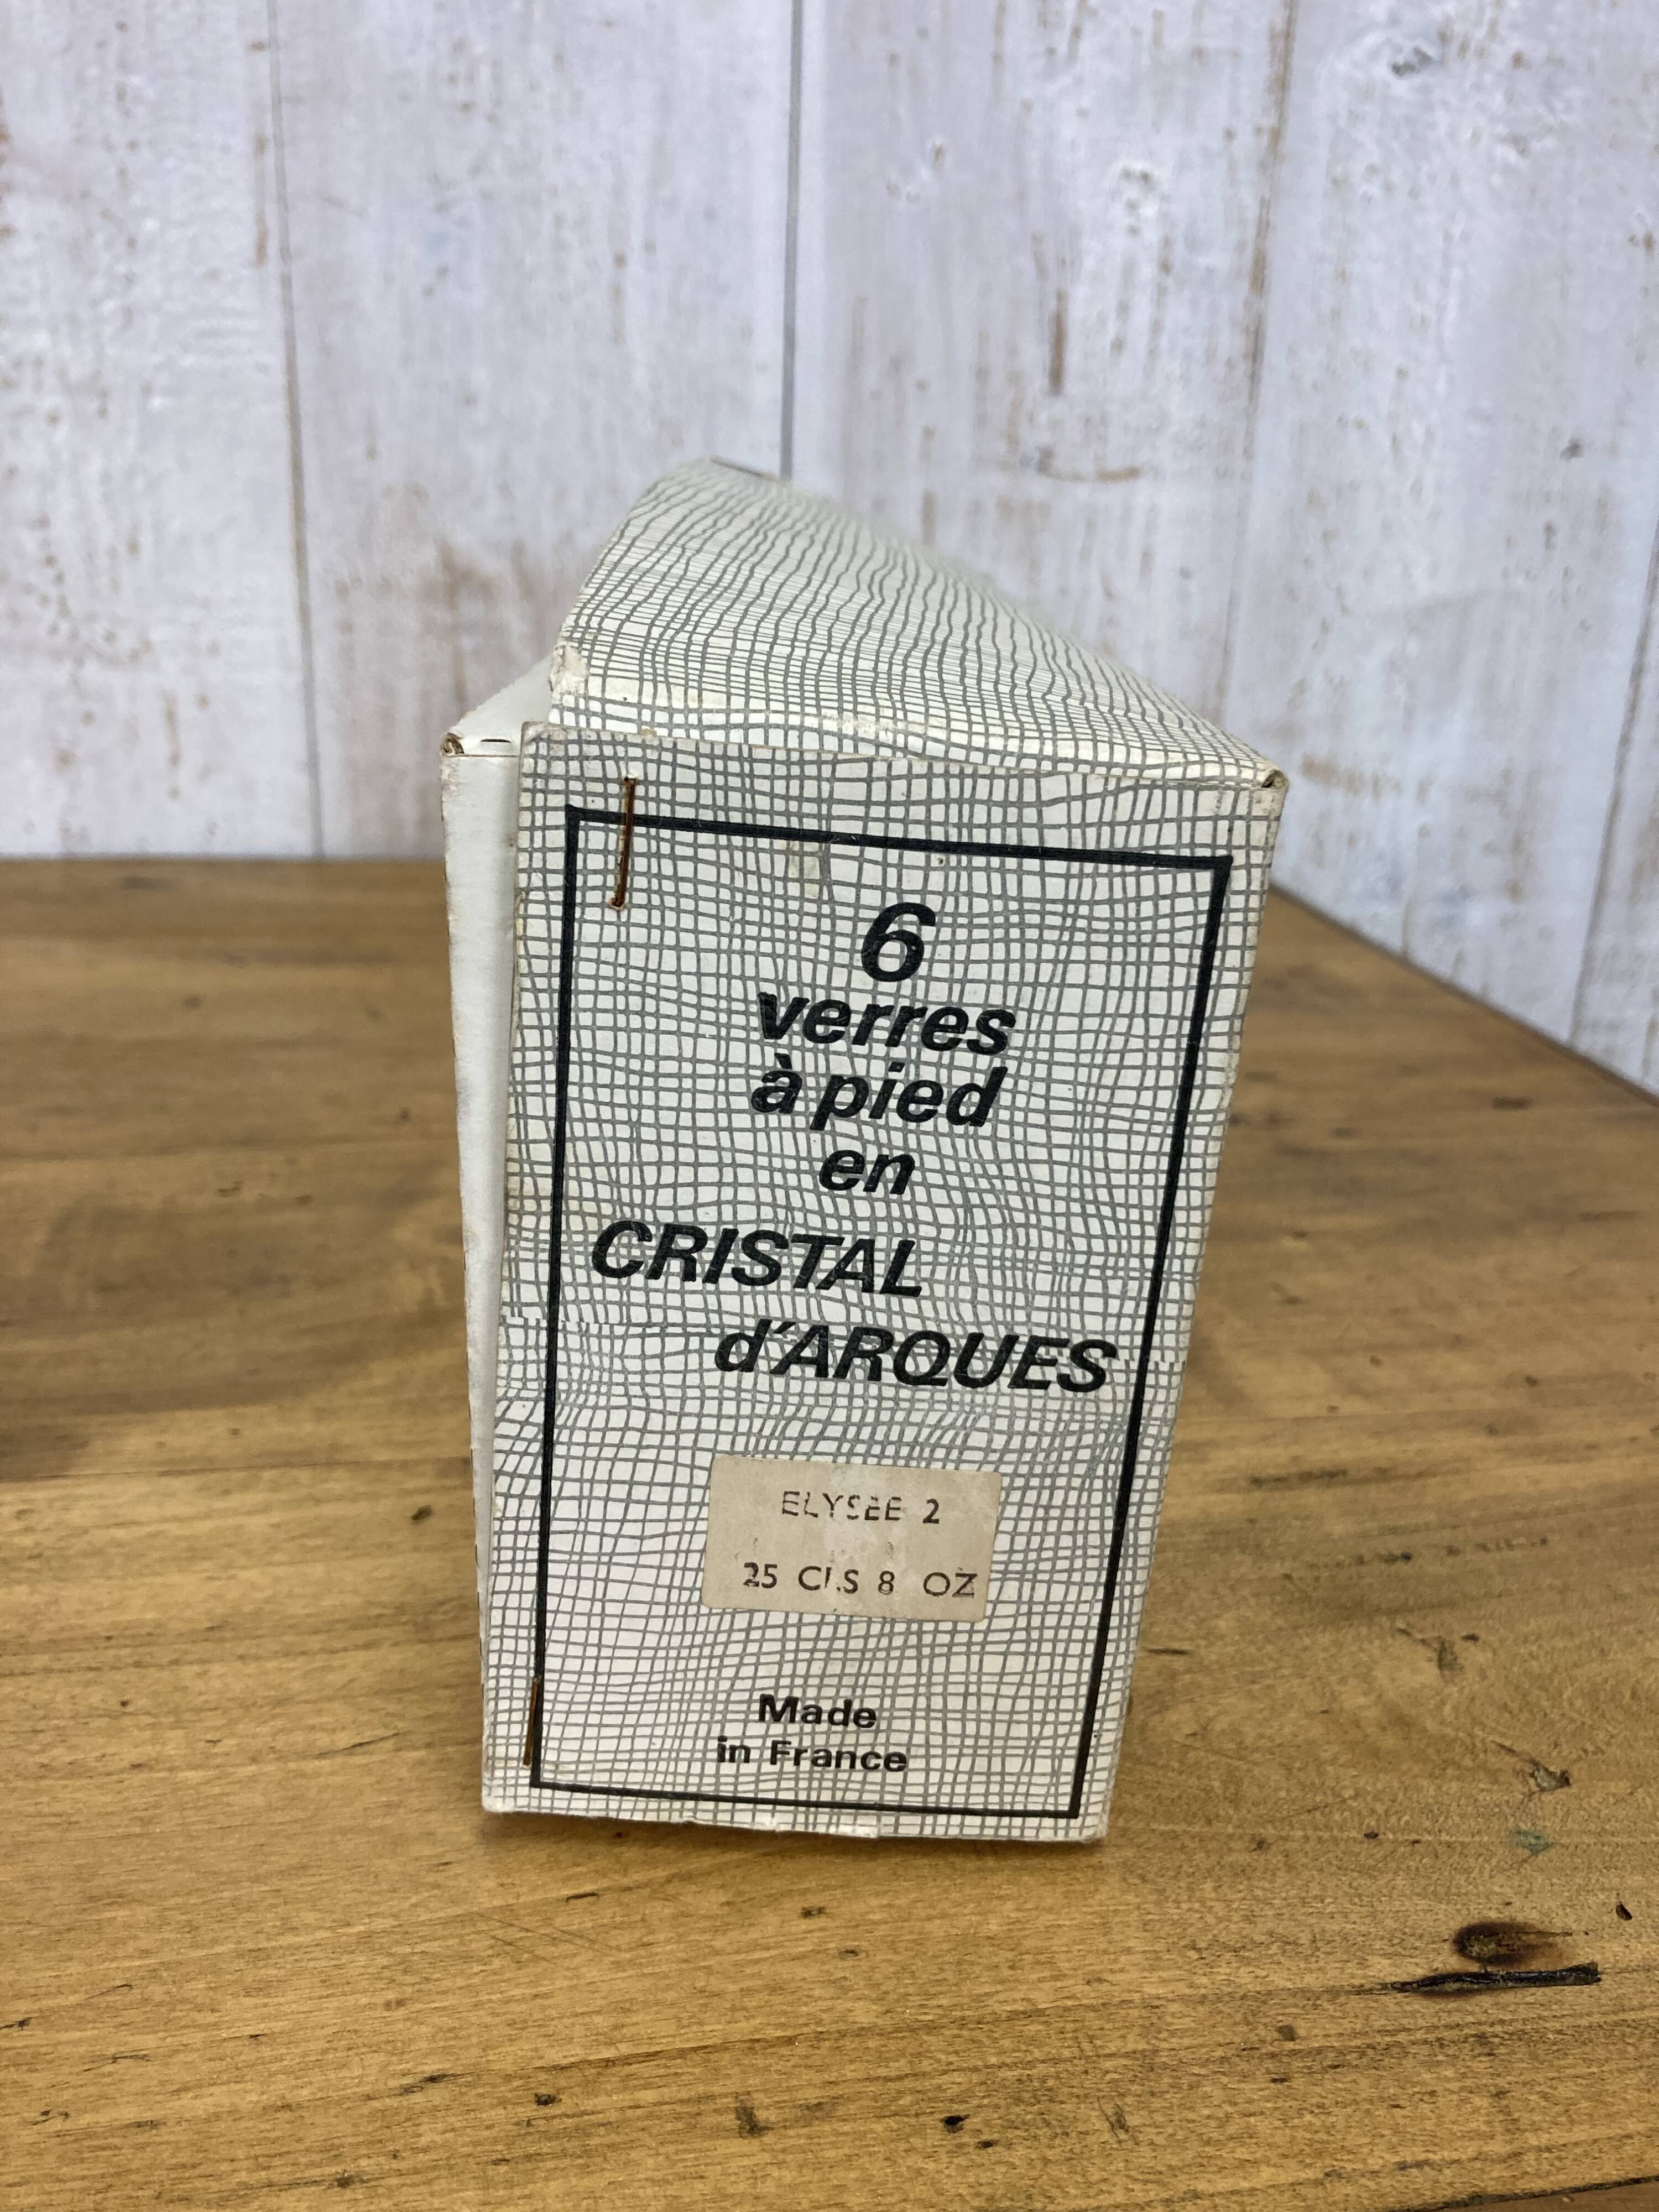 6
verres
à pied
en
CRISTAL
d'ARQUES
ELYSEE 2
25 CLS 8 OZ
Made
in France